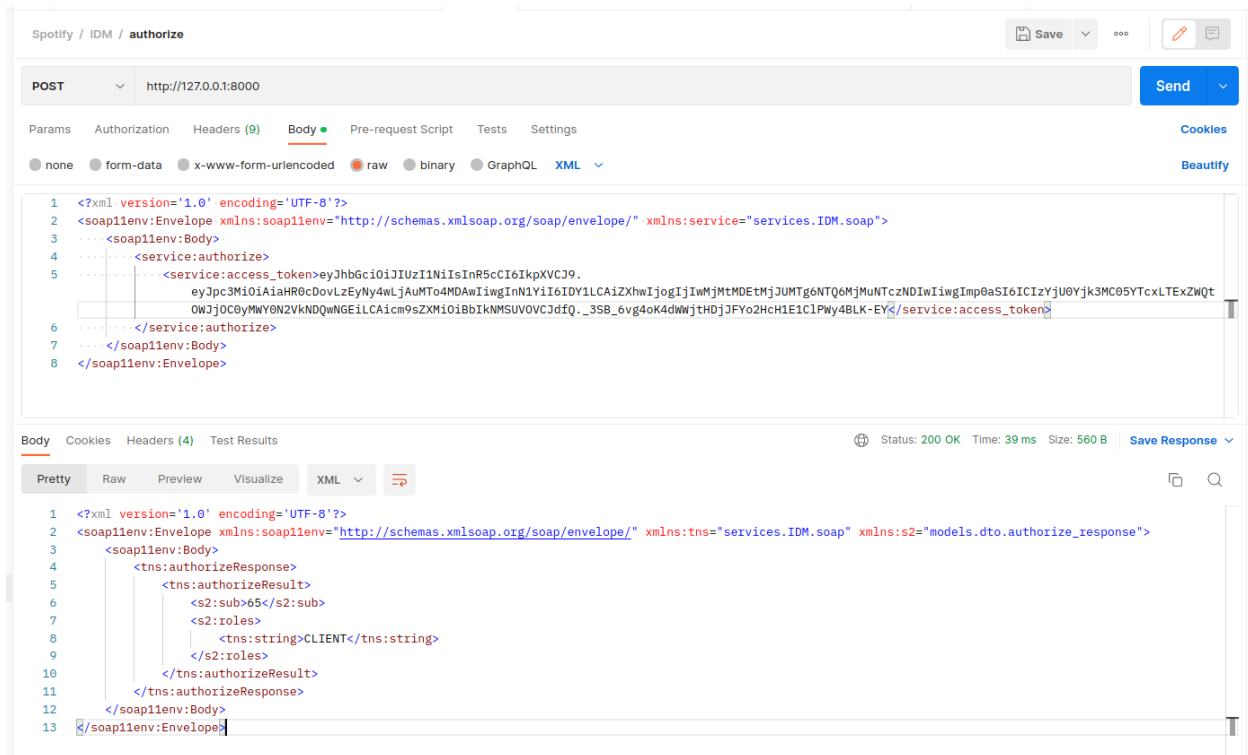 Spotify / IDM / authorize
Save
POST
http://127.0.0.1:8000
Send
Params Authorization Headers (9) Body Pre-request Script Tests Settings
Cookies
none form-data x-www-form-urlencoded raw binary GraphQL XML
Beautify
1 <?xml version='1.0' encoding='UTF-8'?>
2 <soap11env:Envelope xmlns:soap11env="http://schemas.xmlsoap.org/soap/envelope/" xmlns:service="services.IDM.soap">
3 <soap11env:Body>
4 <service:authorize>
5 <service:access_token>eyJhbGciOiJIUzI1NiIsInR5cCI6IkpXVCJ9.
eyJpc3MiOiAiaHR0cDovLzEyNy4wLjAuMTo4MDAwIiwgInN1YiI6IDY1LCAiZXhwIjogIjIwMjMtMDEtMjJUMTg6NTQ6MjMuNTczNDIwIiwgImp0aSI6ICIzYjU0Yjk3MC05YTcxLTExZWQt
OWJjOC0yMWY0N2VkNDQwNGEiLCAicm9sZXMiOiBbIkNMSUVOVCJdfQ._3SB_6vg4oK4dWWjtHDjJFYo2HcH1E1ClPWy4BLK-EY</service:access_token>
6 </service:authorize>
7 </soap11env:Body>
8 </soap11env:Envelope>
Body Cookies Headers (4) Test Results
Status: 200 OK Time: 39 ms Size: 560 B Save Response
Pretty Raw Preview Visualize XML
1 <?xml version='1.0' encoding='UTF-8'?>
2 <soap11env:Envelope xmlns:soap11env="http://schemas.xmlsoap.org/soap/envelope/" xmlns:tns="services.IDM.soap" xmlns:s2="models.dto.authorize_response">
3 <soap11env:Body>
4 <tns:authorizeResponse>
5 <tns:authorizeResult>
6 <s2:sub>65</s2:sub>
7 <s2:roles>
8 <tns:string>CLIENT</tns:string>
9 </s2:roles>
10 </tns:authorizeResult>
11 </tns:authorizeResponse>
12 </soap11env:Body>
13 </soap11env:Envelope>